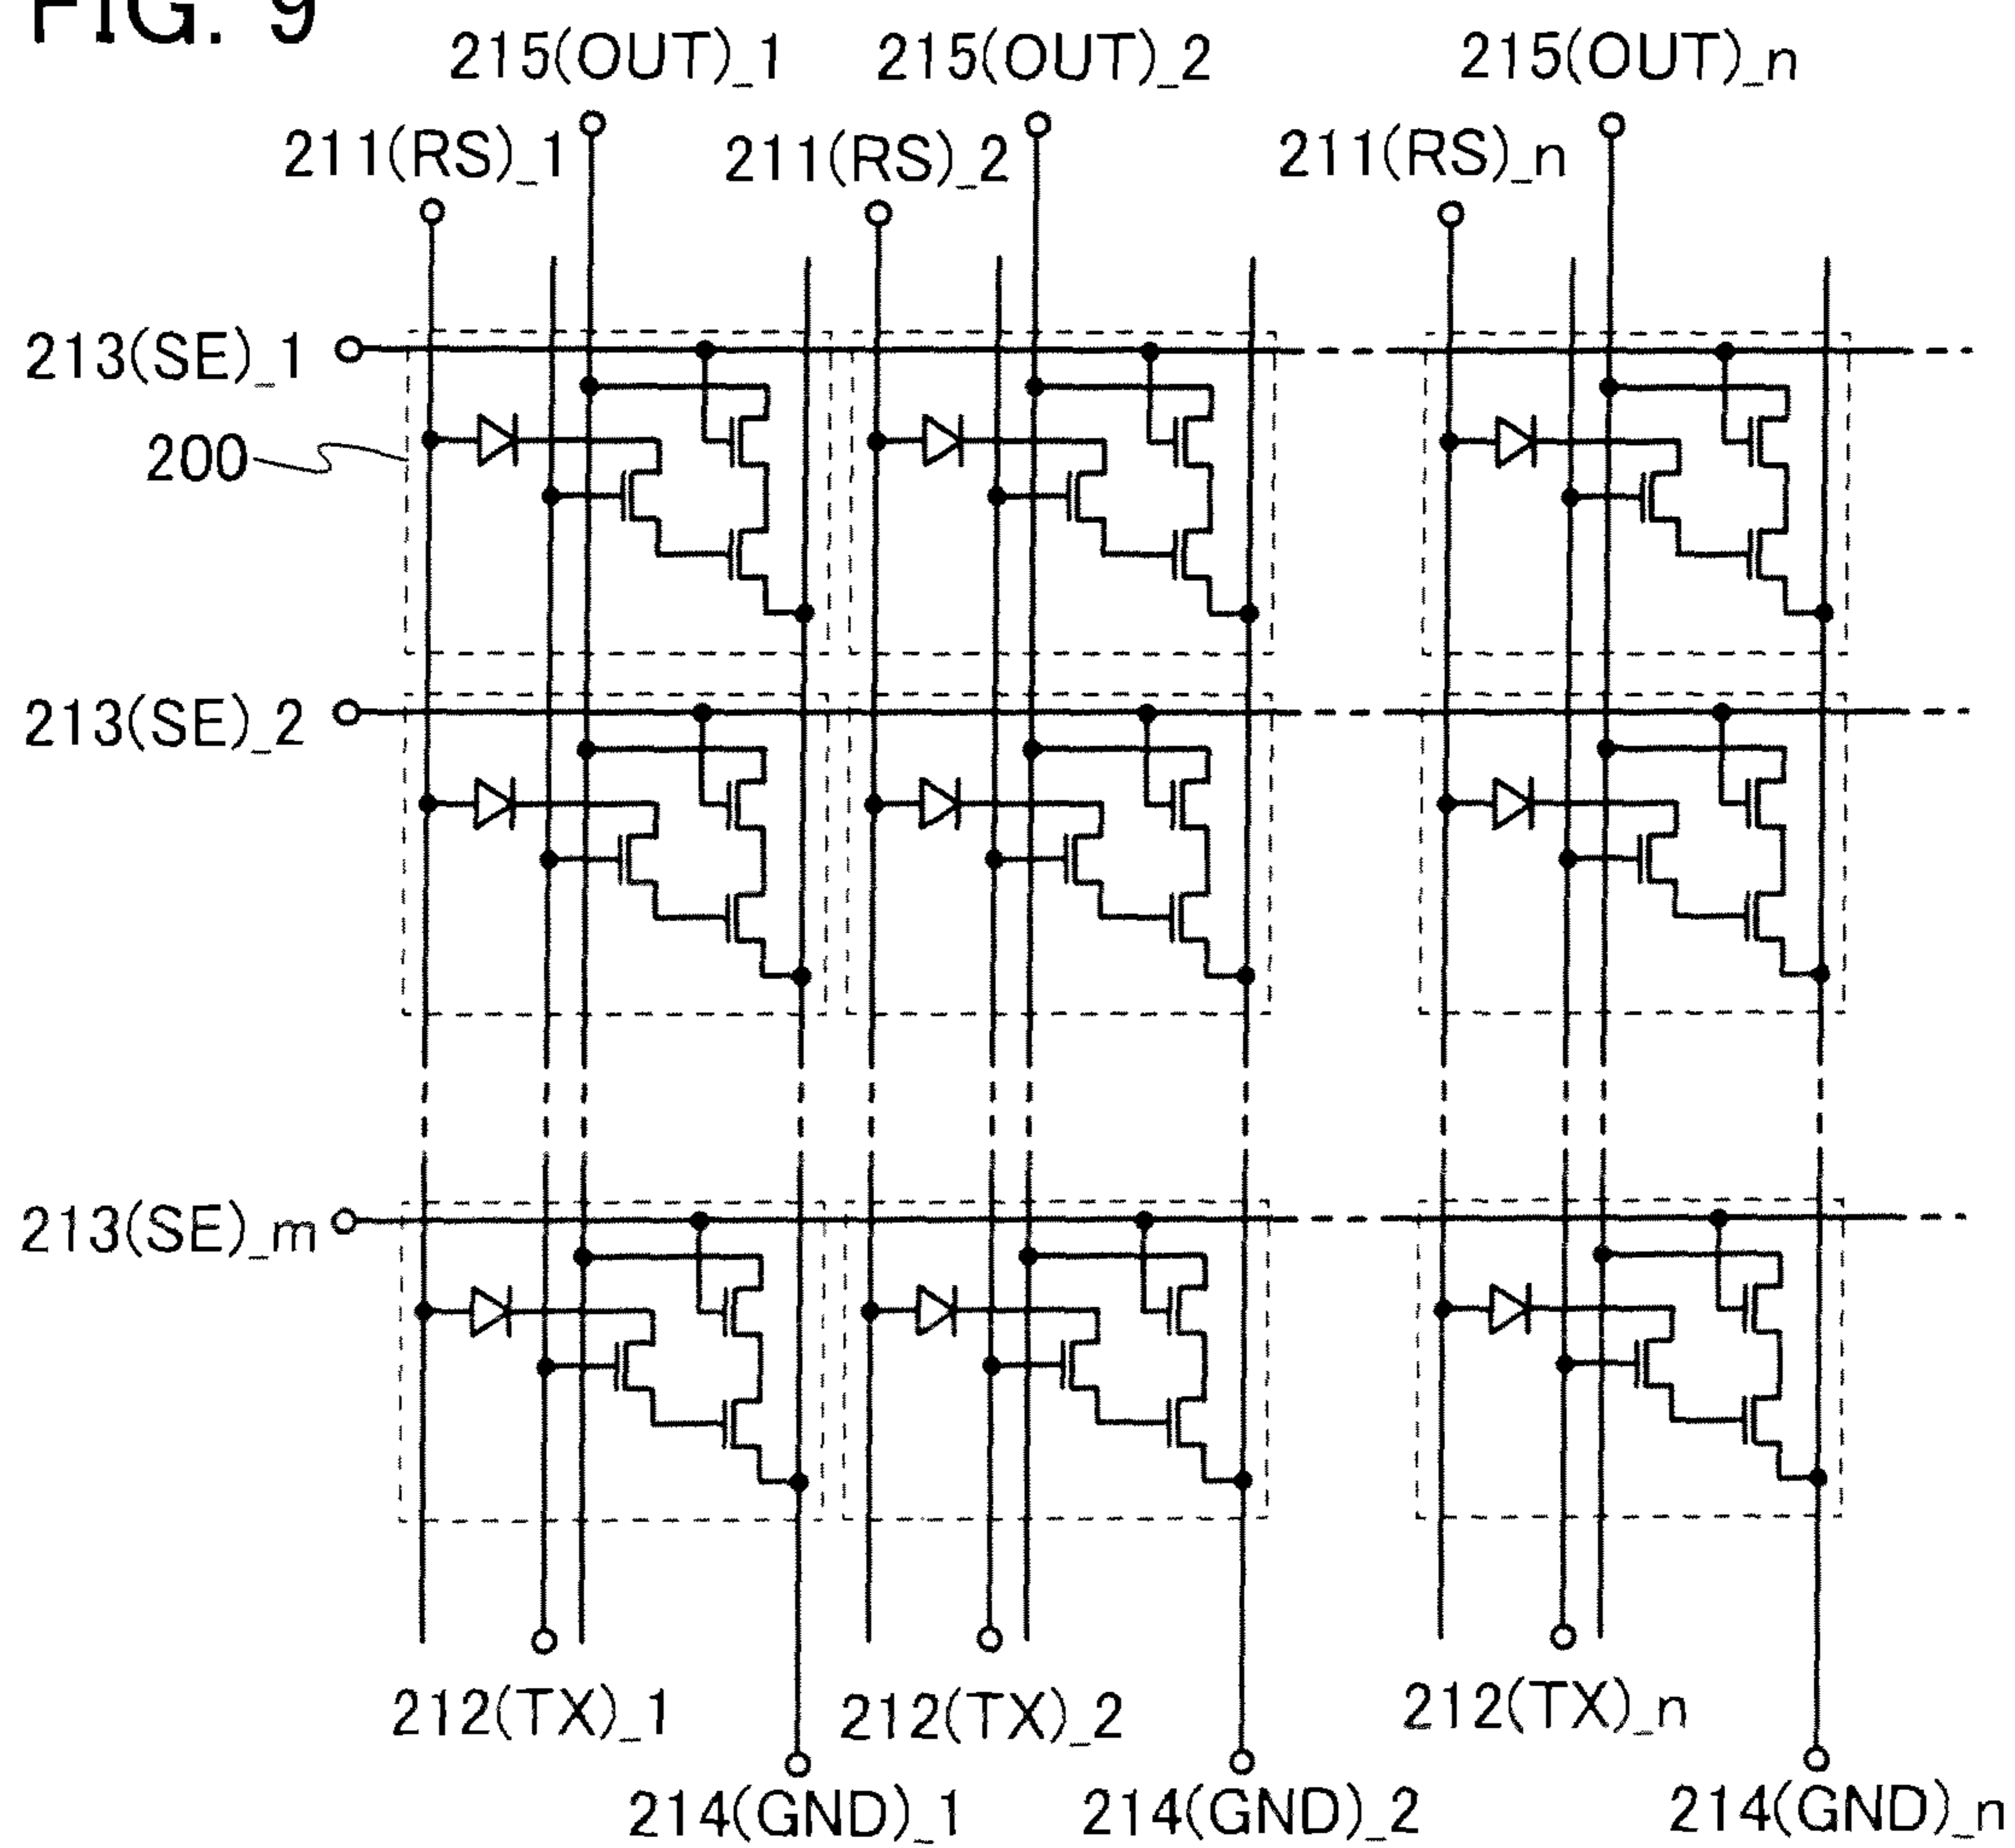 FIG. 9
215(OUT)_1 215(OUT)_2 215(OUT)_n
211(RS)_1 211(RS)_2 211(RS)_n
213(SE)_1
200
213(SE)_2
213(SE)_m
212(TX)_1 212(TX)_2 212(TX)_n
214(GND)_1 214(GND)_2 214(GND)_n